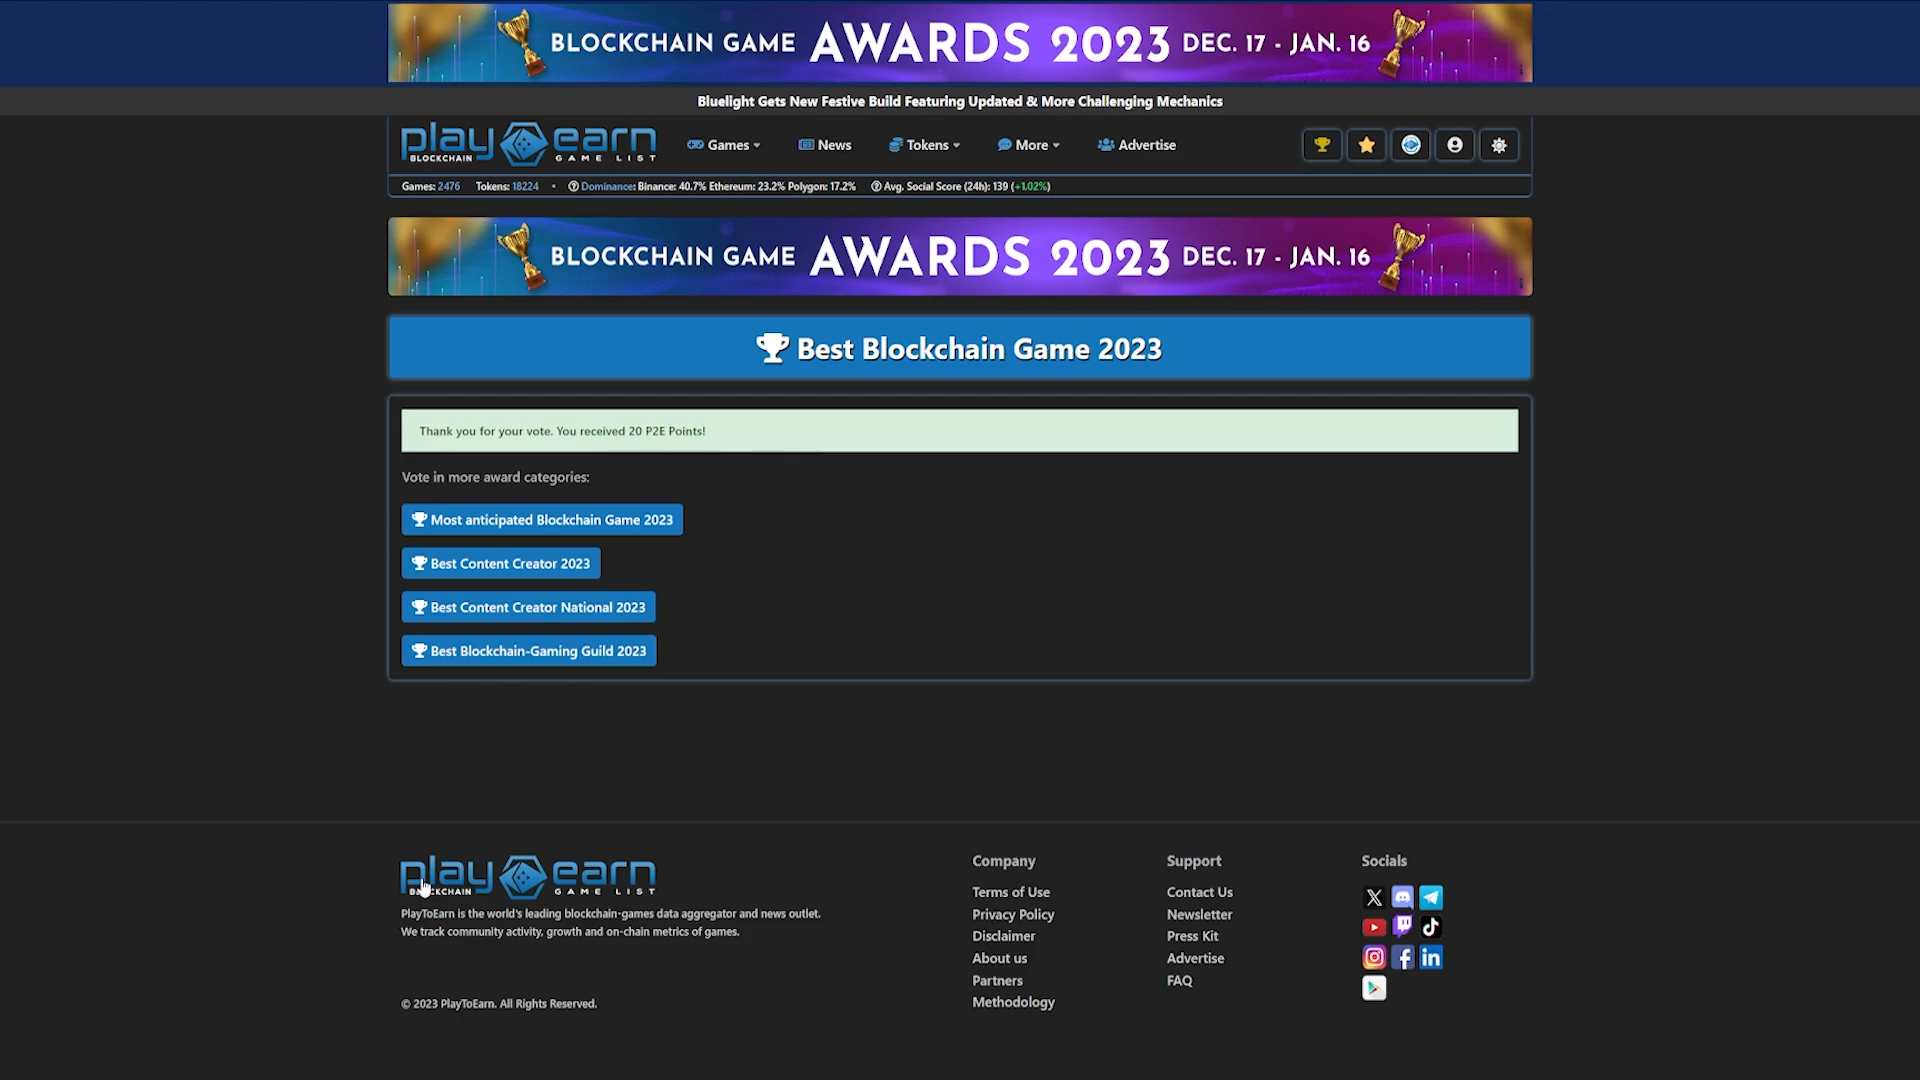 BLOCKCHAIN GAME AWARDS 2023 DEC. 17 - JAN. 16
Bluelight Gets New Festive Build Featuring Updated & More Challenging Mechanics
play earn
BLOCKCHAIN GAME LIST
Games
News
Tokens
More
Advertise
Games: 2476 Tokens: 18224 • Dominance: Binance: 40.7% Ethereum: 23.2% Polygon: 17.2% Avg. Social Score (24h): 139 (+1.02%)
BLOCKCHAIN GAME AWARDS 2023 DEC. 17 - JAN. 16
Best Blockchain Game 2023
Thank you for your vote. You received 20 P2E Points!
Vote in more award categories:
Most anticipated Blockchain Game 2023
Best Content Creator 2023
Best Content Creator National 2023
Best Blockchain-Gaming Guild 2023
play earn
BLOCKCHAIN GAME LIST
PlayToEarn is the world's leading blockchain-games data aggregator and news outlet.
We track community activity, growth and on-chain metrics of games.
© 2023 PlayToEarn. All Rights Reserved.
Company
Terms of Use
Privacy Policy
Disclaimer
About us
Partners
Methodology
Support
Contact Us
Newsletter
Press Kit
Advertise
FAQ
Socials